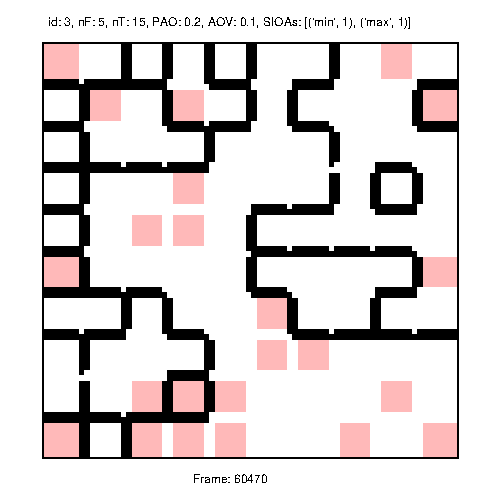 id: 3, nF: 5, nT: 15, PAO: 0.2, AOV: 0.1, SIOAs: [('min', 1), ('max', 1)]
Frame: 60470